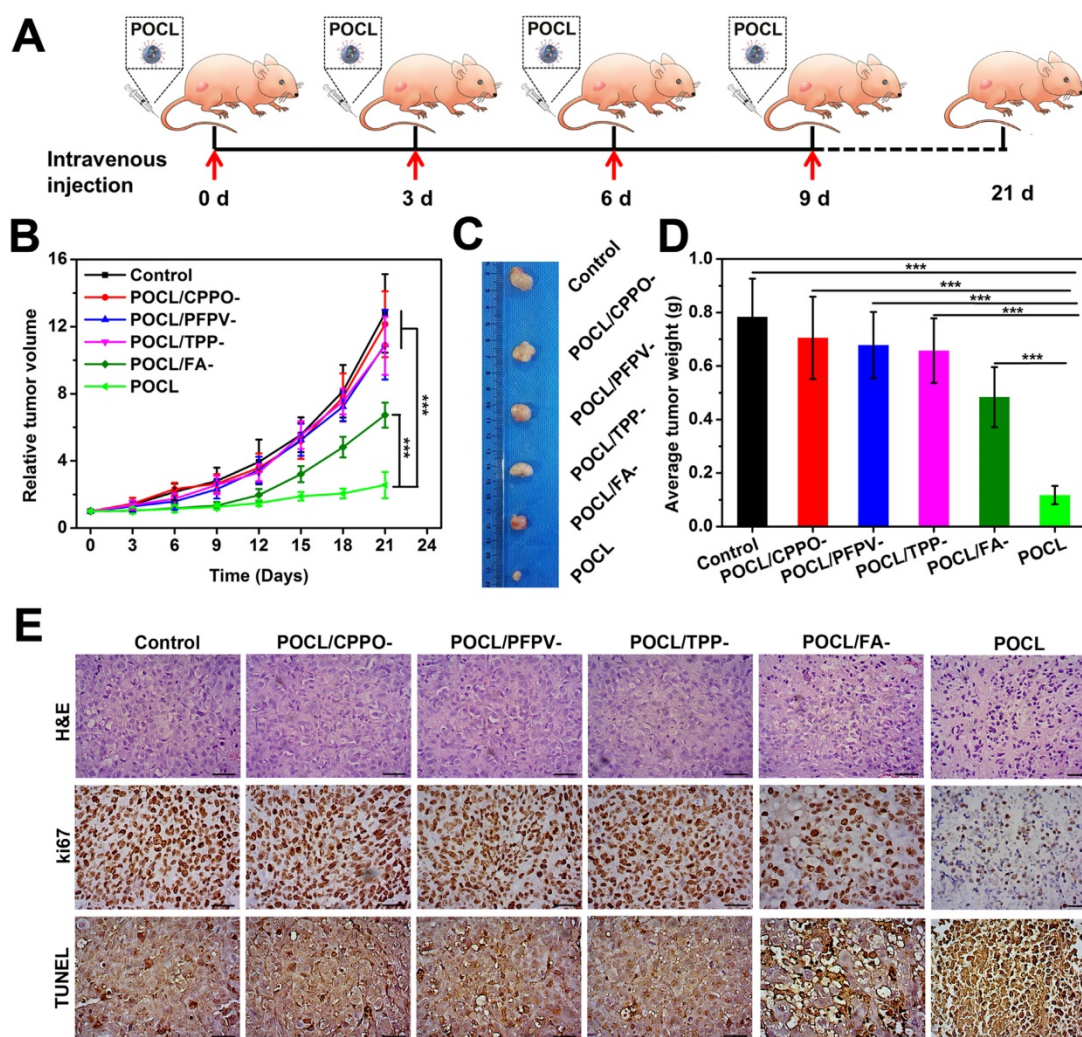 A
POCL
POCL
POCL
POCL
Intravenous
injection
0 d
3 d
6 d
9 d
21 d
B
Relative tumor volume
16
12
8
4
0
Control
POCL/CPPO-
POCL/PFPV-
POCL/TPP-
POCL/FA-
POCL
***
***
0
3
6
9
12
15
18
21
24
Time (Days)
C
Control
POCL/CPPO-
POCL/PFPV-
POCL/TPP-
POCL/FA-
POCL
D
Average tumor weight (g)
1.0
0.8
0.6
0.4
0.2
0.0
***
***
***
***
***
Control
POCL/CPPO-
POCL/PFPV-
POCL/TPP-
POCL/FA-
POCL
E
Control
POCL/CPPO-
POCL/PFPV-
POCL/TPP-
POCL/FA-
POCL
H&E
ki67
TUNEL